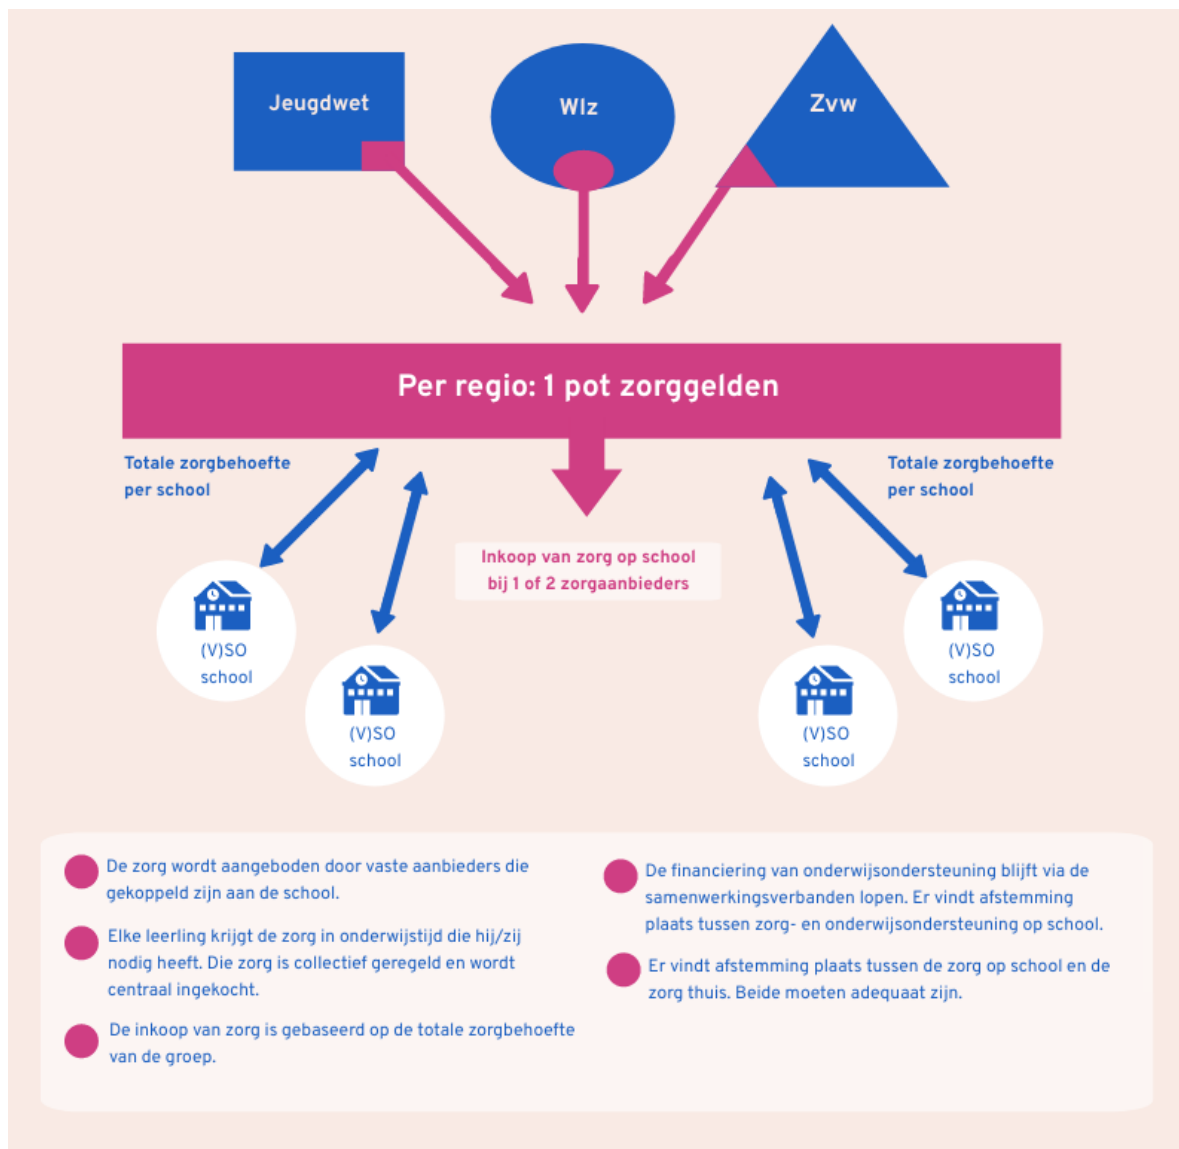 Jeugdwet
Wlz
Zvw
Per regio: 1 pot zorggelden
Totale zorgbehoefte
per school
Totale zorgbehoefte
per school
Inkoop van zorg op school
bij 1 of 2 zorgaanbieders
(V)SO
school
(V)SO
school
(V)SO
school
(V)SO
school
De zorg wordt aangeboden door vaste aanbieders die
gekoppeld zijn aan de school.
Elke leerling krijgt de zorg in onderwijstijd die hij/zij
nodig heeft. Die zorg is collectief geregeld en wordt
centraal ingekocht.
De inkoop van zorg is gebaseerd op de totale zorgbehoefte
van de groep.
De financiering van onderwijsondersteuning blijft via de
samenwerkingsverbanden lopen. Er vindt afstemming
plaats tussen zorg- en onderwijsondersteuning op school.
Er vindt afstemming plaats tussen de zorg op school en de
zorg thuis. Beide moeten adequaat zijn.